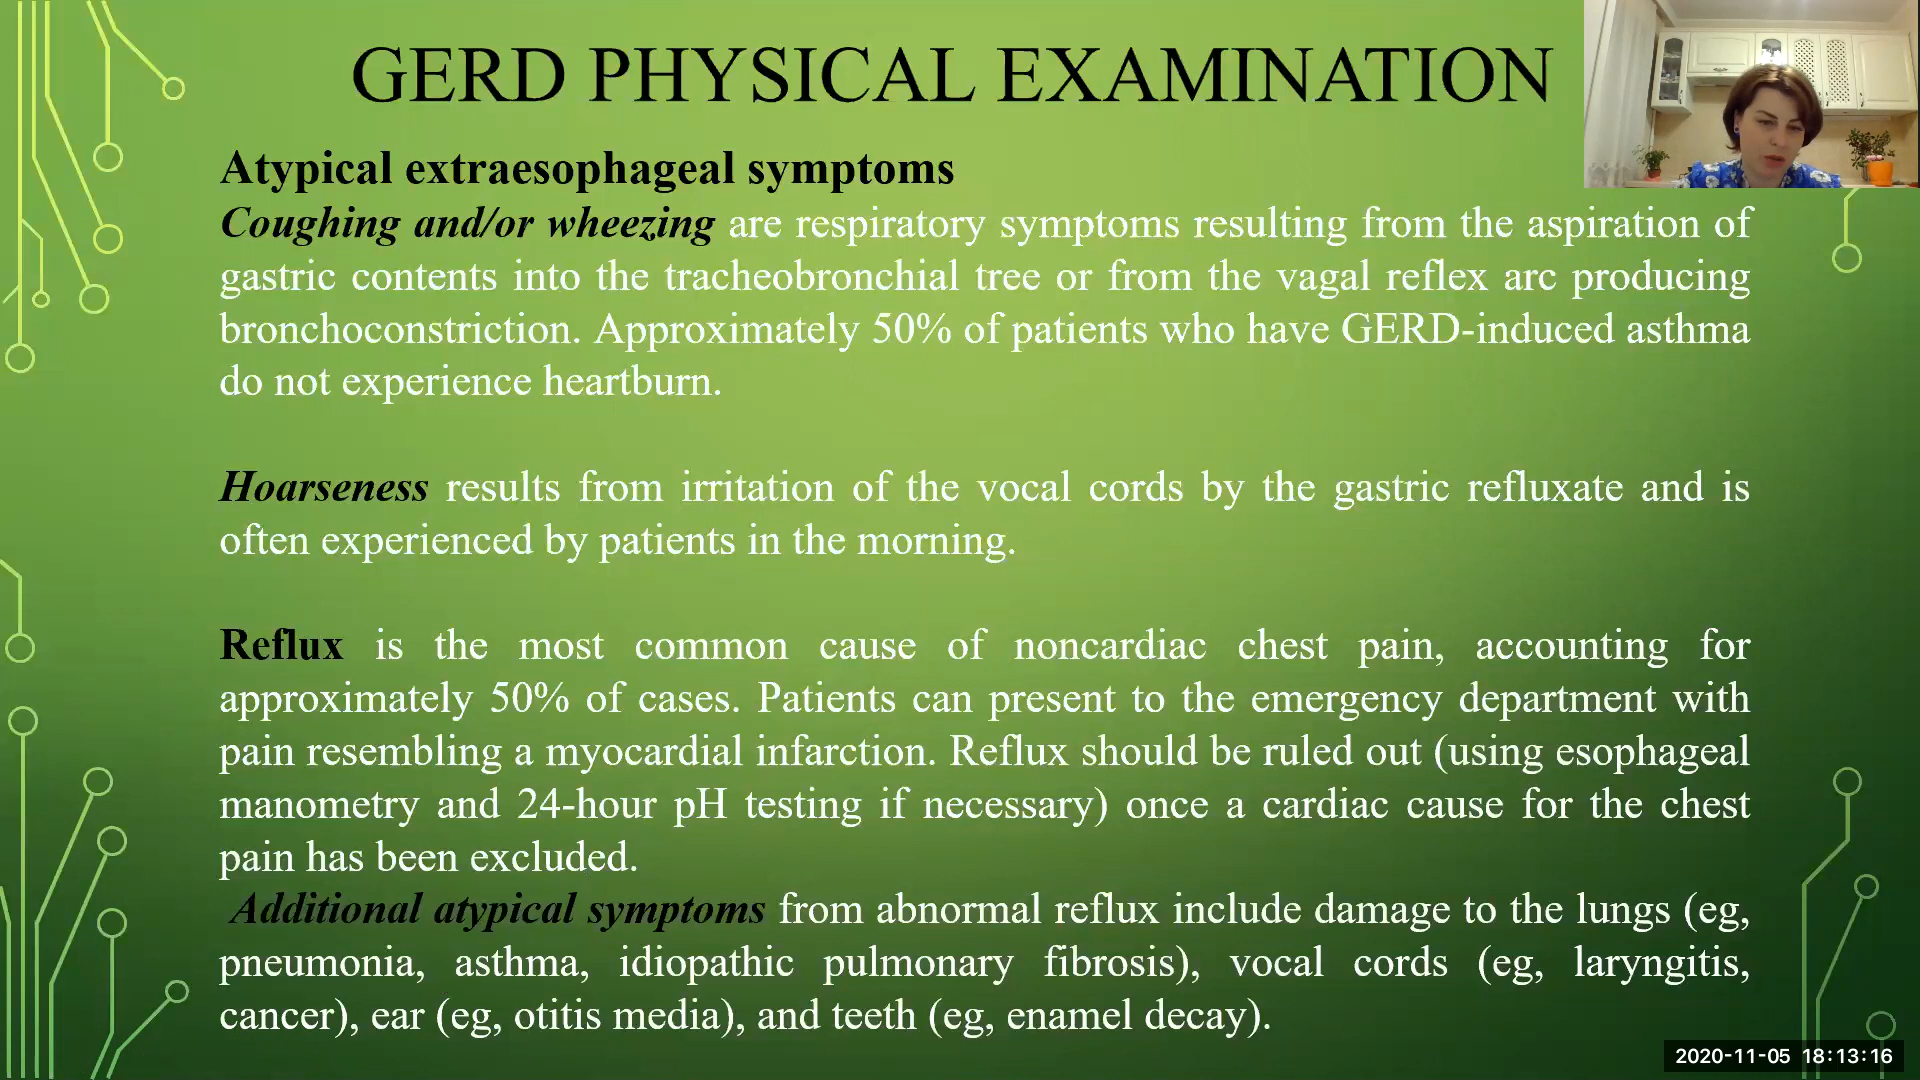 GERD PHYSICAL EXAMINATION
Atypical extraesophageal symptoms
Coughing and/or wheezing are respiratory symptoms resulting from the aspiration of
gastric contents into the tracheobronchial tree or from the vagal reflex arc producing
bronchoconstriction. Approximately 50% of patients who have GERD-induced asthma
do not experience heartburn.
Hoarseness results from irritation of the vocal cords by the gastric refluxate and is
often experienced by patients in the morning.
Reflux is the most common cause of noncardiac chest pain, accounting for
approximately 50% of cases. Patients can present to the emergency department with
pain resembling a myocardial infarction. Reflux should be ruled out (using esophageal
manometry and 24-hour pH testing if necessary) once a cardiac cause for the chest
pain has been excluded.
Additional atypical symptoms from abnormal reflux include damage to the lungs (eg,
pneumonia, asthma, idiopathic pulmonary fibrosis), vocal cords (eg, laryngitis,
cancer), ear (eg, otitis media), and teeth (eg, enamel decay).
2020-11-05 18:13:16